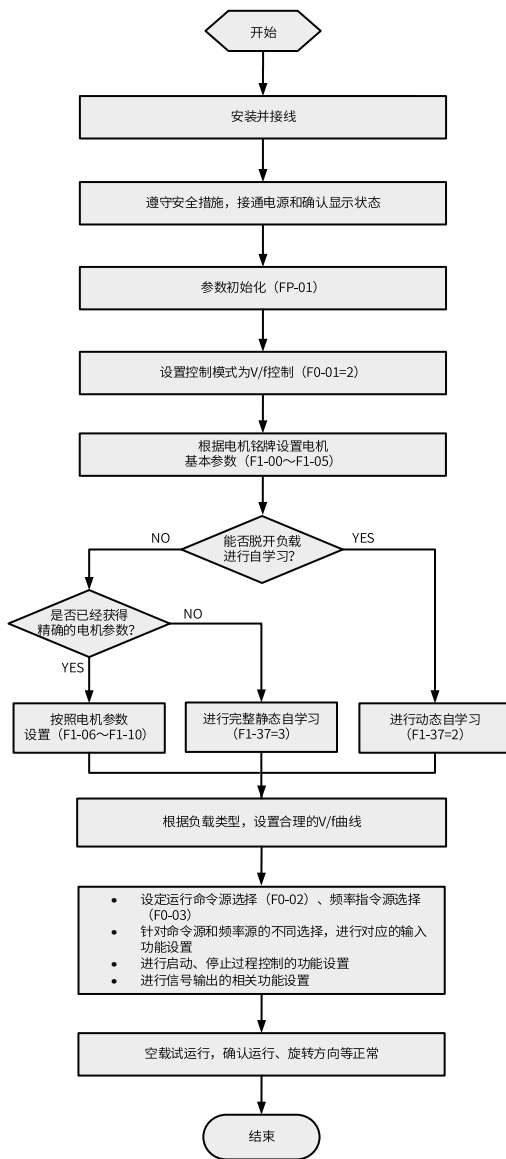 开始
安装并接线
遵守安全措施，接通电源和确认显示状态
参数初始化（FP-01）
设置控制模式为V/f控制（F0-01=2）
根据电机铭牌设置电机
基本参数（F1-00～F1-05）
能否脱开负载
进行自学习？
NO
YES
是否已经获得
精确的电机参数？
NO
YES
按照电机参数
设置（F1-06～F1-10）
进行完整静态自学习
（F1-37=3）
进行动态自学习
（F1-37=2）
根据负载类型，设置合理的V/f曲线
• 设定运行命令源选择（F0-02）、频率指令源选择
（F0-03）
• 针对命令源和频率源的不同选择，进行对应的输入
功能设置
• 进行启动、停止过程控制的功能设置
• 进行信号输出的相关功能设置
空载试运行，确认运行、旋转方向等正常
结束